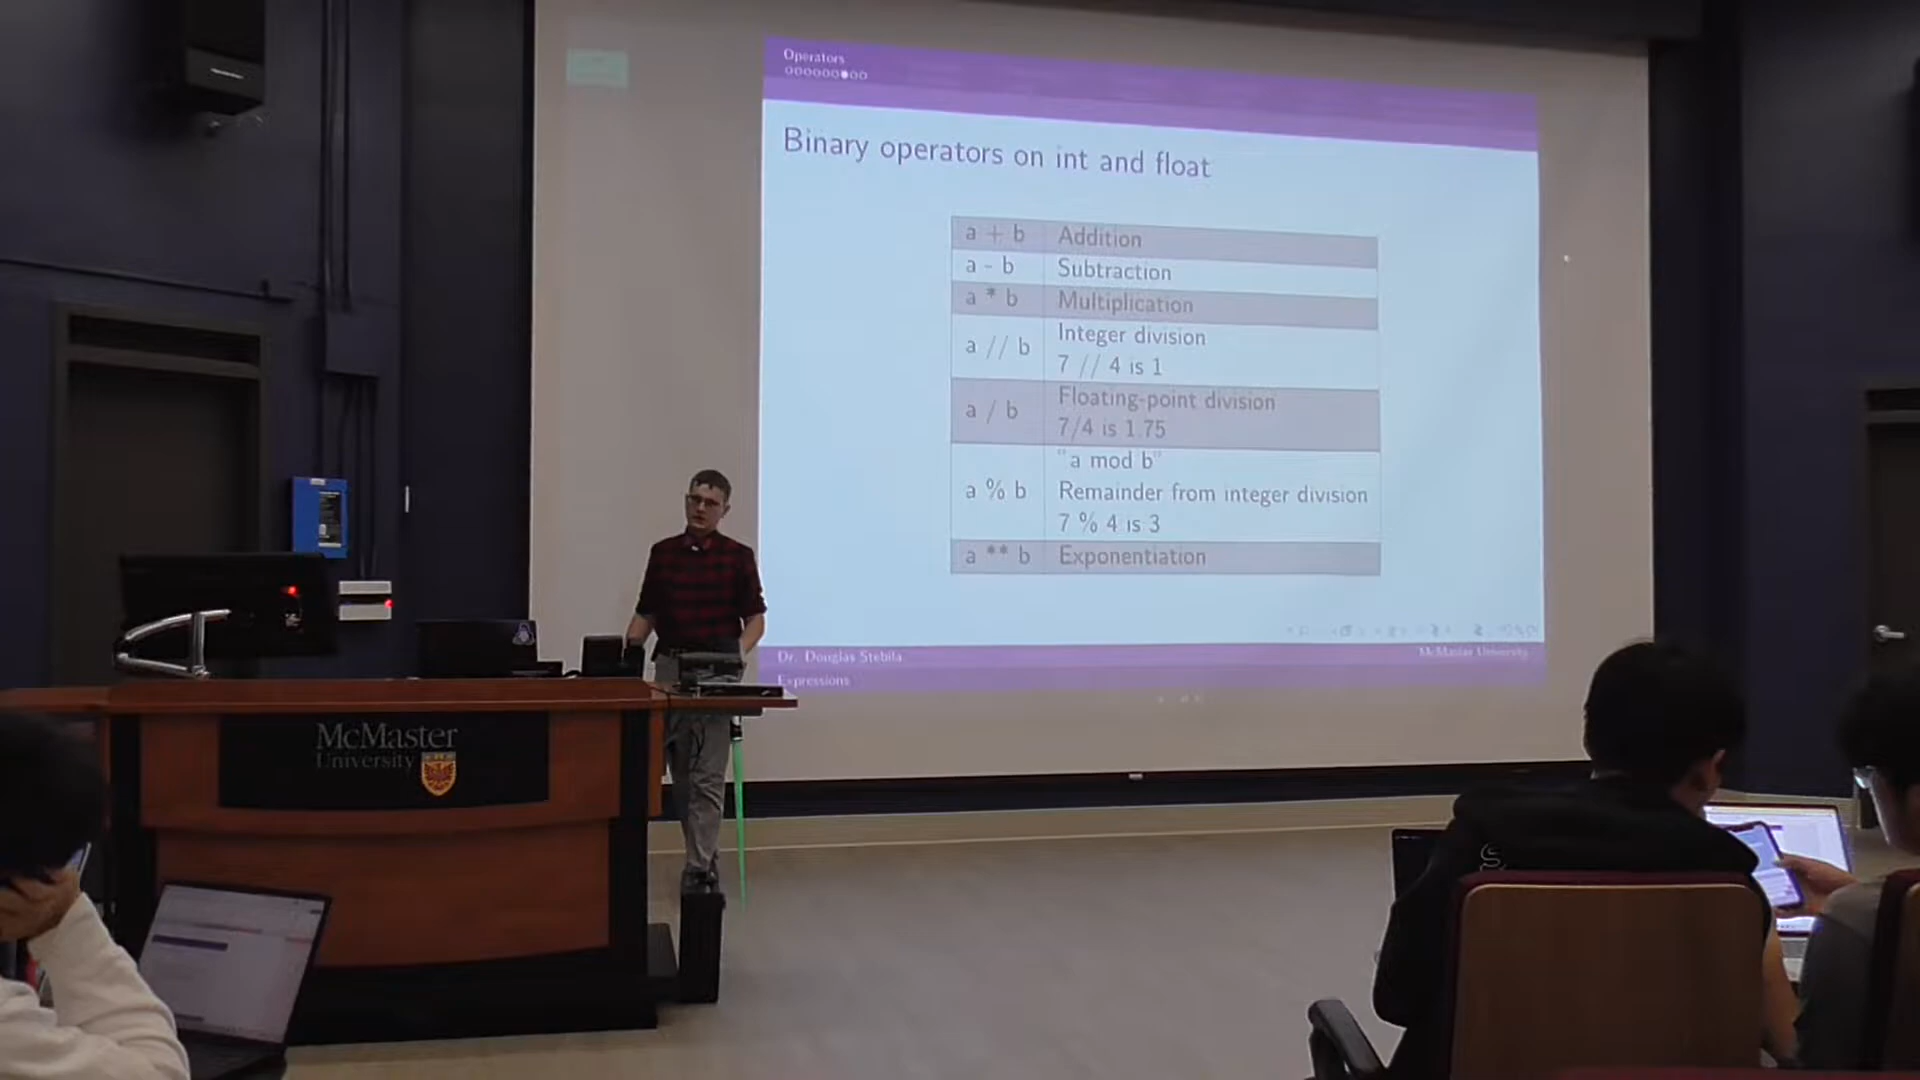 Operators
Binary operators on int and float
a + b Addition
a - b Subtraction
a * b Multiplication
a // b Integer division
7 // 4 is 1
a / b Floating-point division
7/4 is 1.75
"a mod b"
a % b Remainder from integer division
7 % 4 is 3
a ** b Exponentiation
Dr. Douglas Stebila
McMaster University
Expressions
McMaster
University